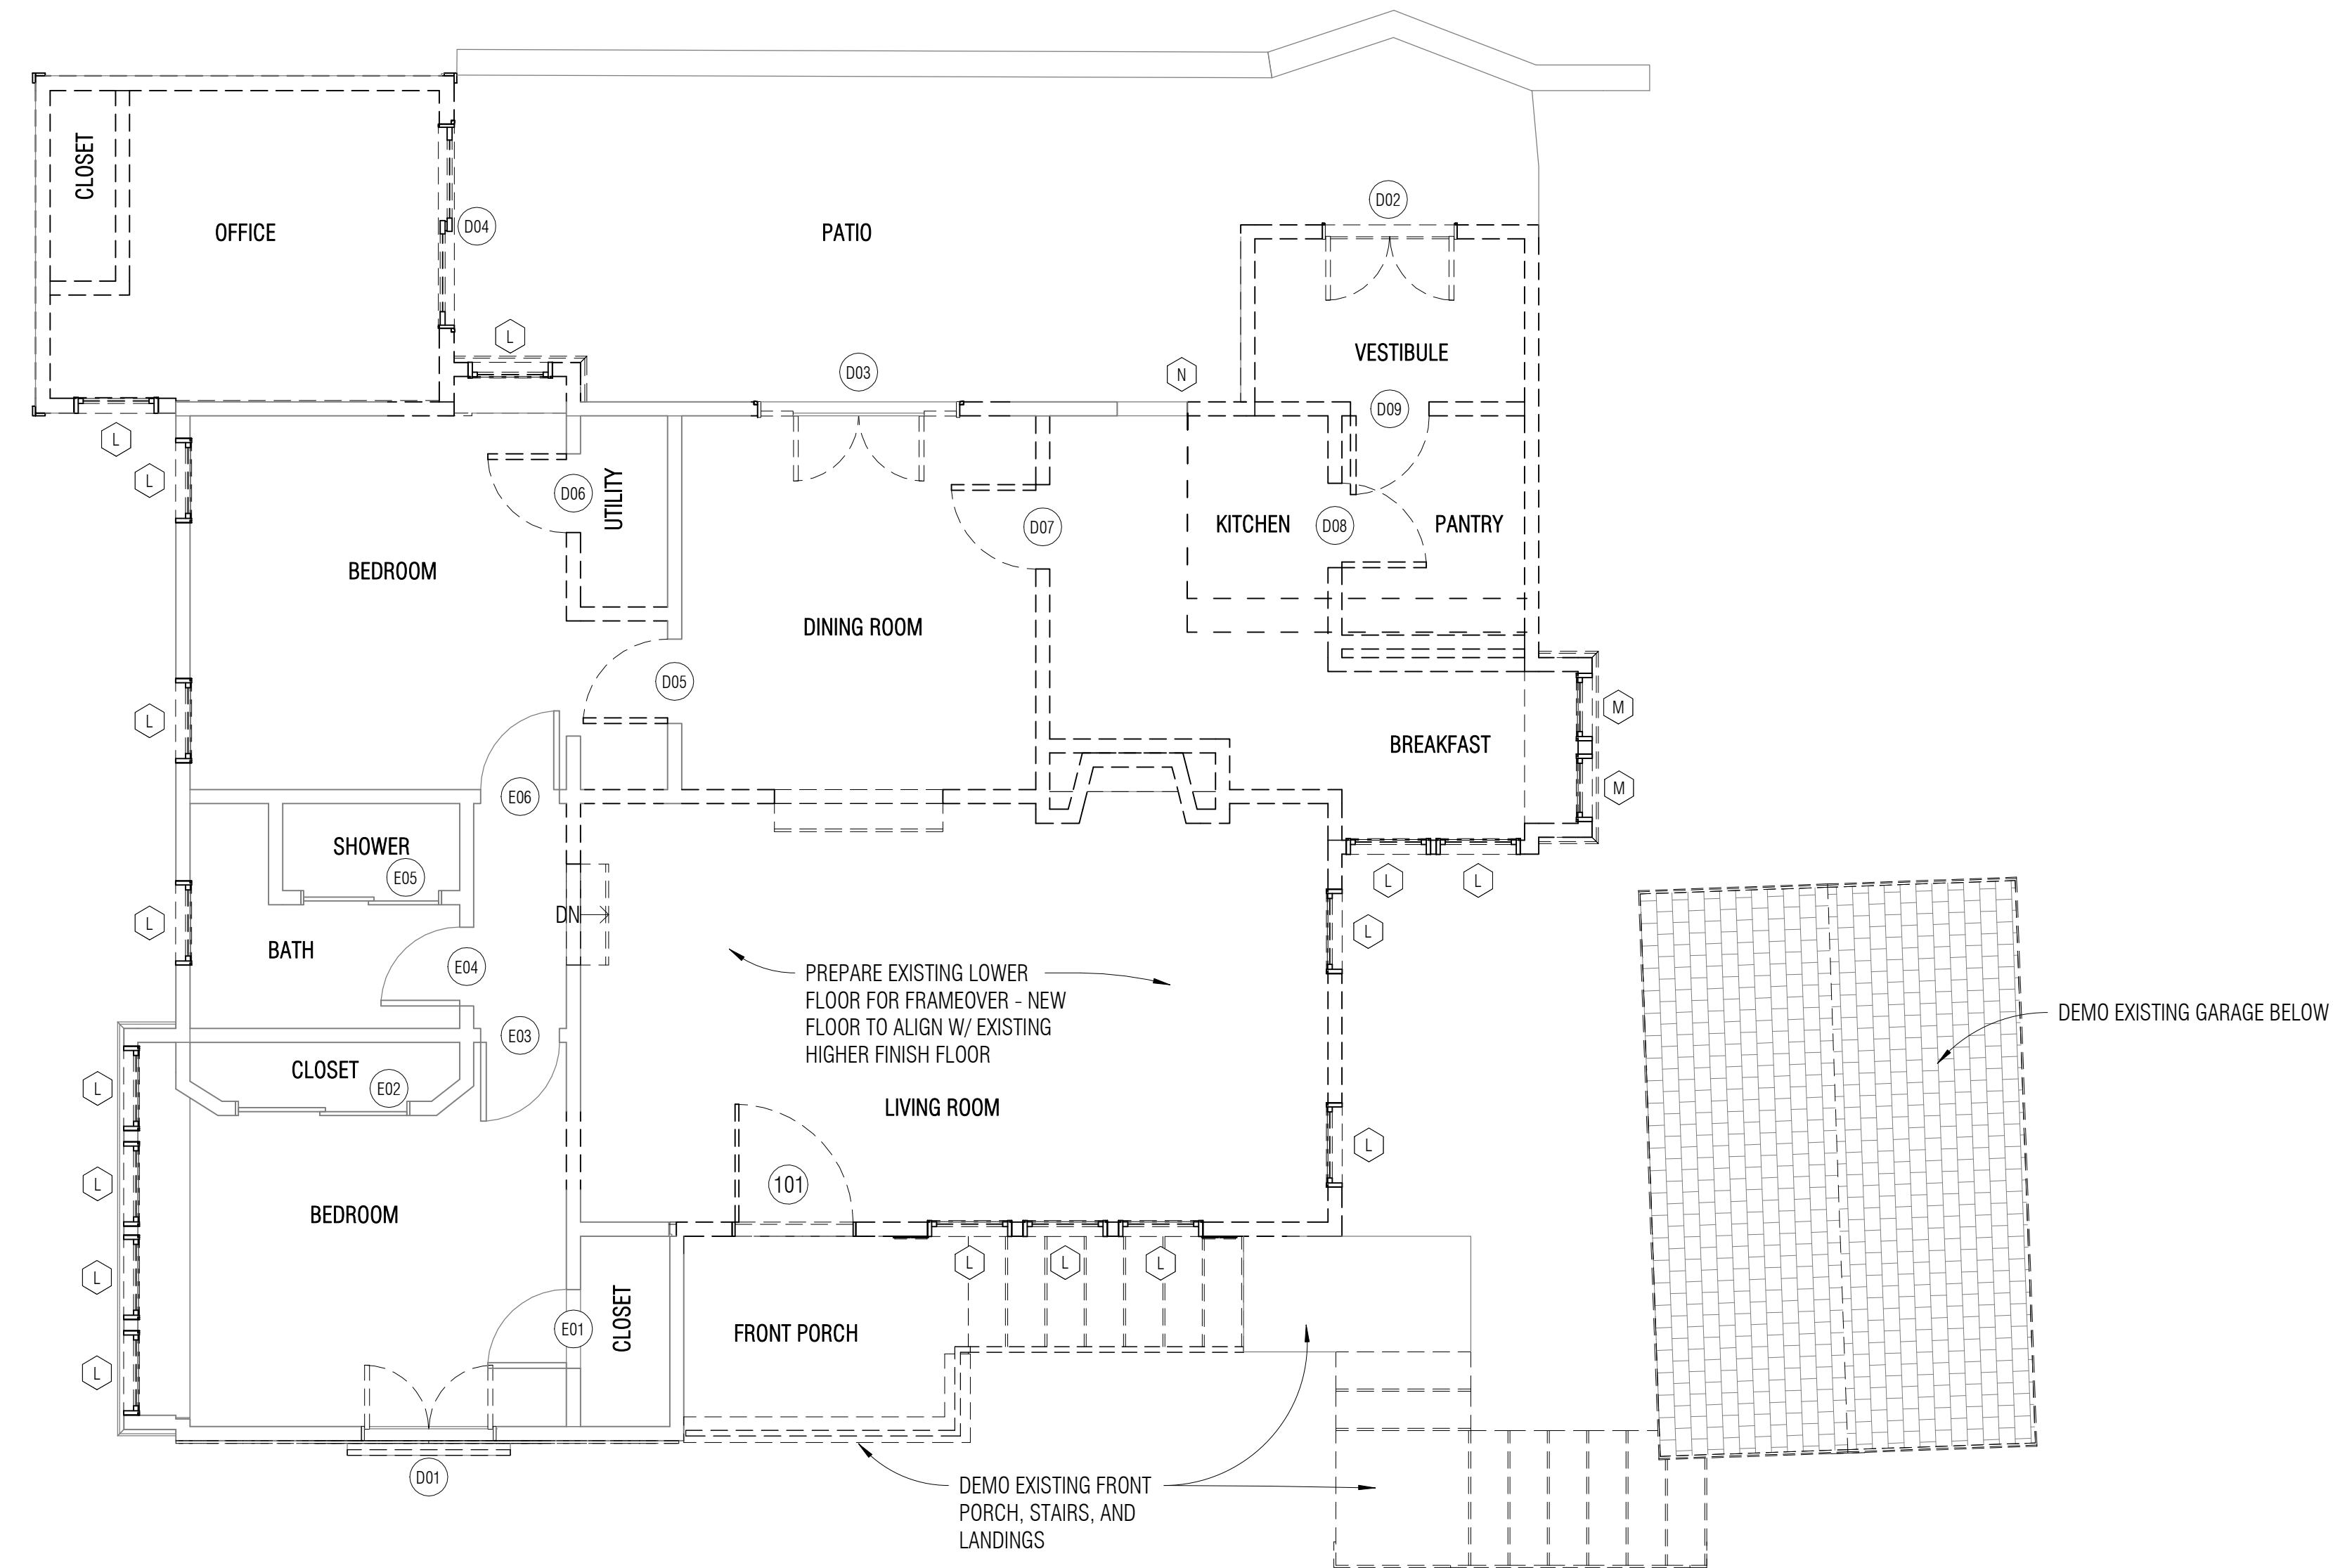 D02
CLOSET
OFFICE
D04
PATIO
L
VESTIBULE
D03
N
D09
L
L
D06
UTILITY
D07
KITCHEN
D08
PANTRY
BEDROOM
DINING ROOM
D05
L
M
BREAKFAST
M
E06
SHOWER
E05
L
L
L
DN
L
BATH
E04
PREPARE EXISTING LOWER
FLOOR FOR FRAMEOVER - NEW
FLOOR TO ALIGN W/ EXISTING
HIGHER FINISH FLOOR
DEMO EXISTING GARAGE BELOW
E03
CLOSET
E02
L
LIVING ROOM
L
L
101
BEDROOM
L
L
L
L
E01
CLOSET
FRONT PORCH
L
D01
DEMO EXISTING FRONT
PORCH, STAIRS, AND
LANDINGS